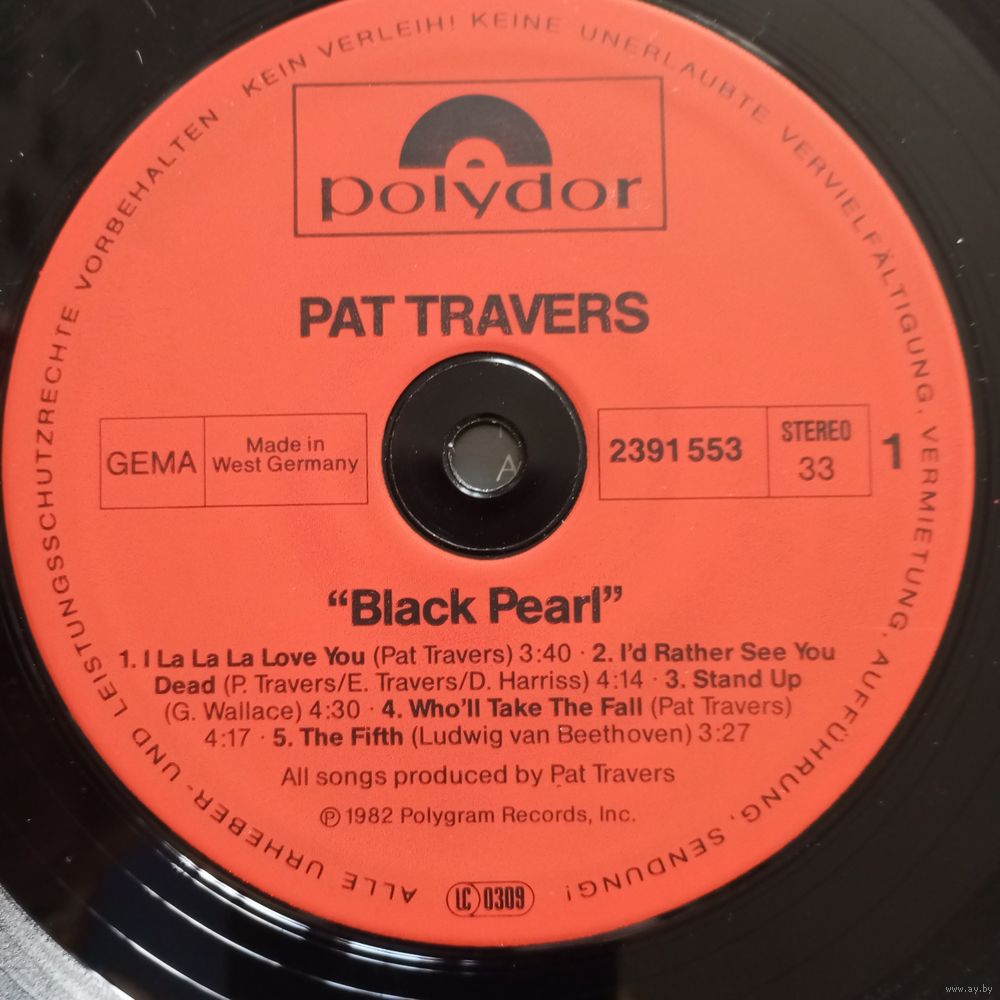 ALLE URHEBER- UND LEISTUNGSSCHUTZRECHTE VORBEHALTEN · KEIN VERLEIH! KEINE UNERLAUBTE VERVIELFÄLTIGUNG, VERMIETUNG, AUFFÜHRUNG, SENDUNG!
polydor
PAT TRAVERS
GEMA
Made in
West Germany
2391 553
STEREO
33
1
“Black Pearl”
1. I La La La Love You (Pat Travers) 3:40 · 2. I’d Rather See You
Dead (P. Travers/E. Travers/D. Harriss) 4:14 · 3. Stand Up
(G. Wallace) 4:30 · 4. Who’ll Take The Fall (Pat Travers)
4:17 · 5. The Fifth (Ludwig van Beethoven) 3:27
All songs produced by Pat Travers
Ⓟ 1982 Polygram Records, Inc.
LC 0309
www.ay.by